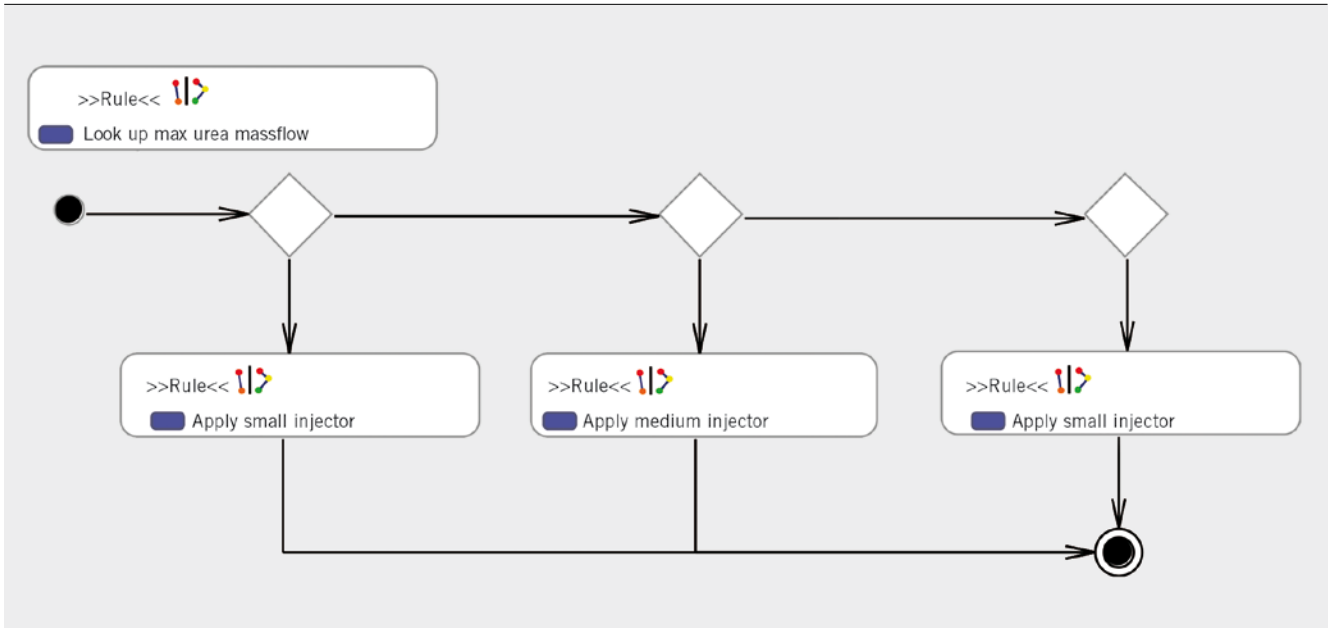 >>Rule<<
Look up max urea massflow
>>Rule<<
Apply small injector
>>Rule<<
Apply medium injector
>>Rule<<
Apply small injector